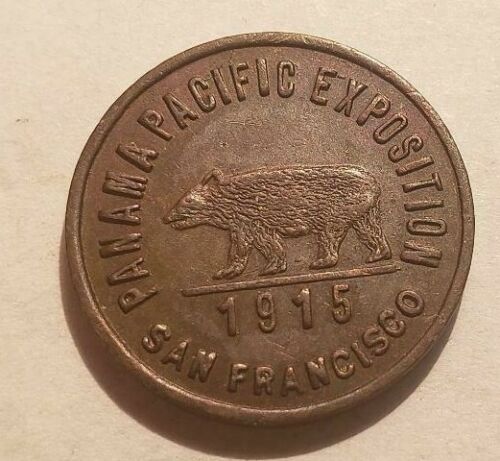 PANAMA PACIFIC EXPOSITION
1915
SAN FRANCISCO